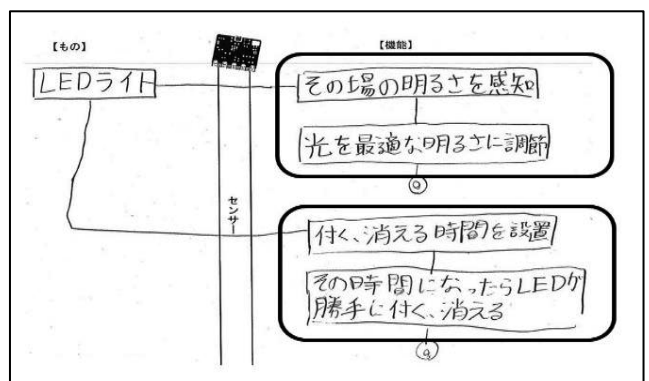 【もの】
【機能】
LEDライト
その場の明るさを感知
光を最適な明るさに調節
ⓐ
センサー
付く、消える時間を設置
その時間になったらLEDが
勝手に付く、消える
ⓐ